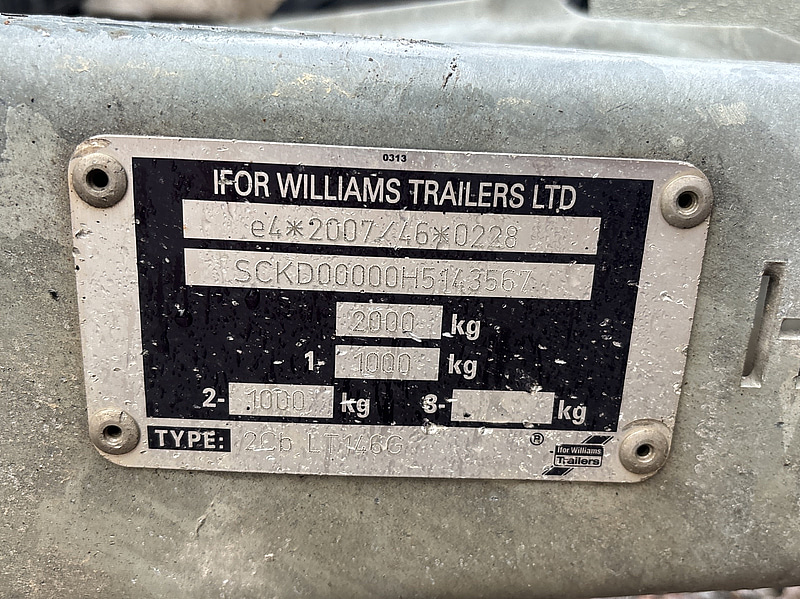 0313
IFOR WILLIAMS TRAILERS LTD
e4*2007/46*0228
SCKD00000H5143567
2000 kg
1- 1000 kg
2- 1000 kg 3- kg
TYPE: 2Cb LT146G ®
Ifor Williams
Trailers